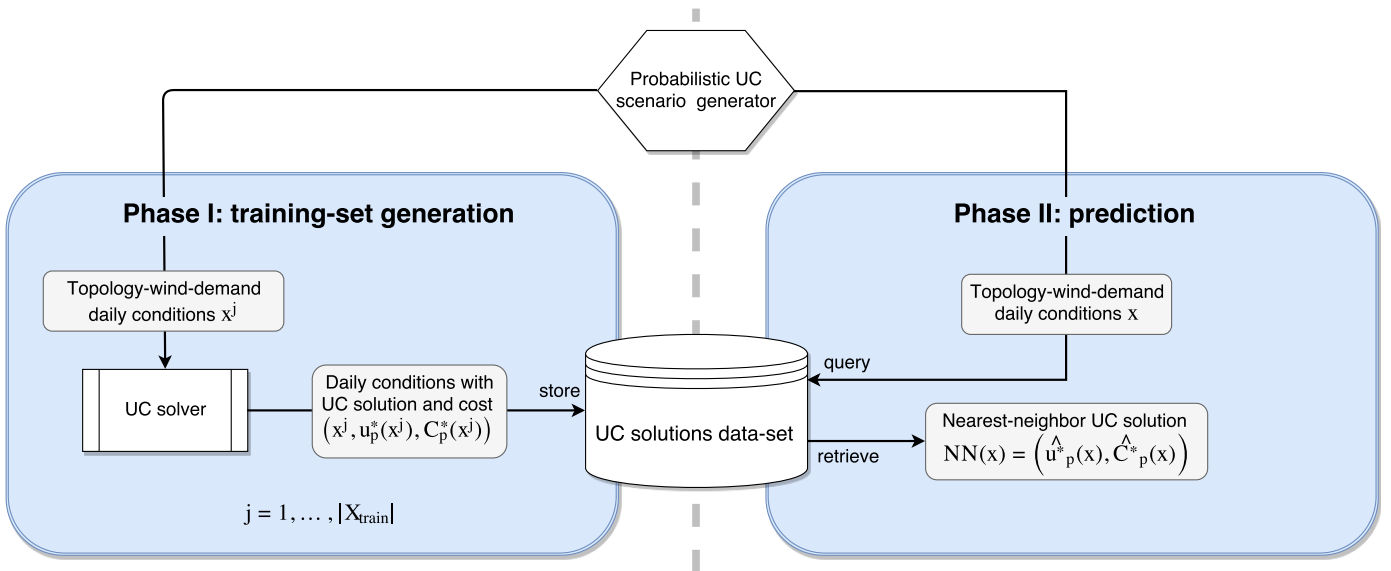 Probabilistic UC
scenario generator
Phase I: training-set generation
Topology-wind-demand
daily conditions x^j
UC solver
Daily conditions with
UC solution and cost
(x^j, u_p^*(x^j), C_p^*(x^j))
j = 1, … , |X_train|
store
UC solutions data-set
Phase II: prediction
Topology-wind-demand
daily conditions x
query
retrieve
Nearest-neighbor UC solution
NN(x) = (û*_p(x), Ĉ*_p(x))